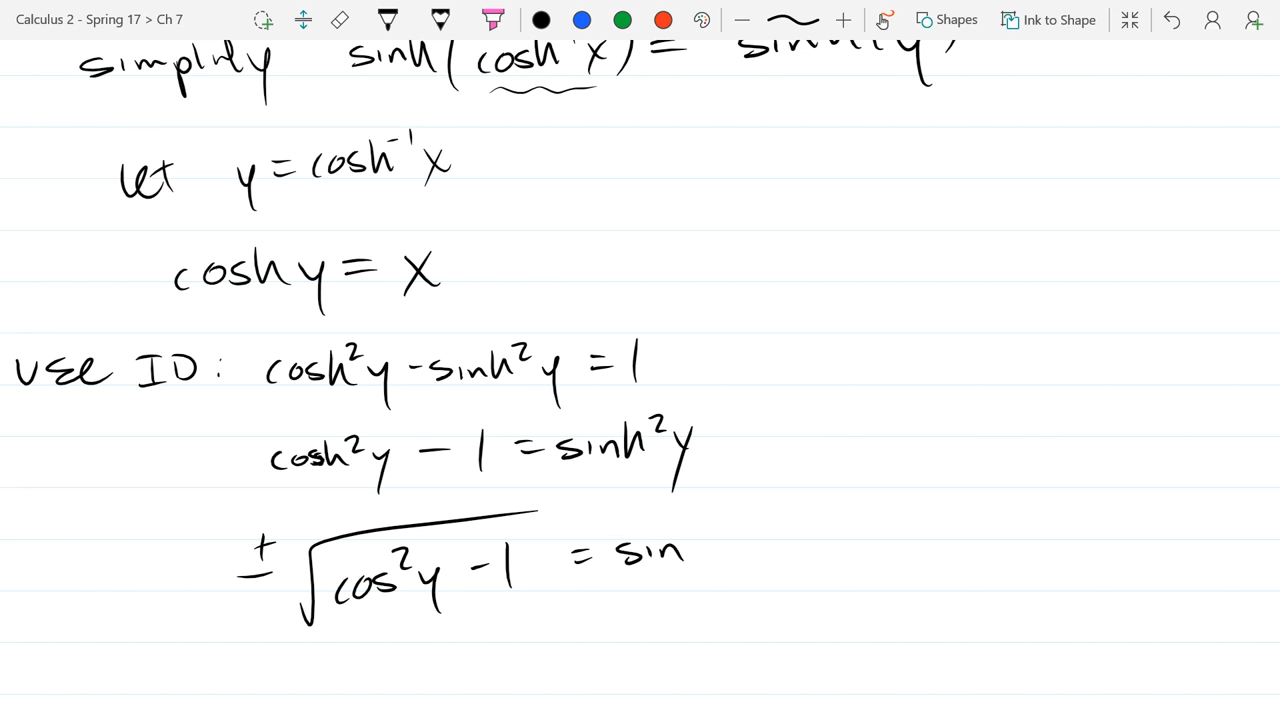 Calculus 2 - Spring 17 > Ch 7 Shapes Ink to Shape
simplify sinh(cosh⁻¹x) = sinh(y)
let y = cosh⁻¹x
cosh y = x
USE ID: cosh²y - sinh²y = 1
cosh²y - 1 = sinh²y
± √(cos²y - 1) = sin